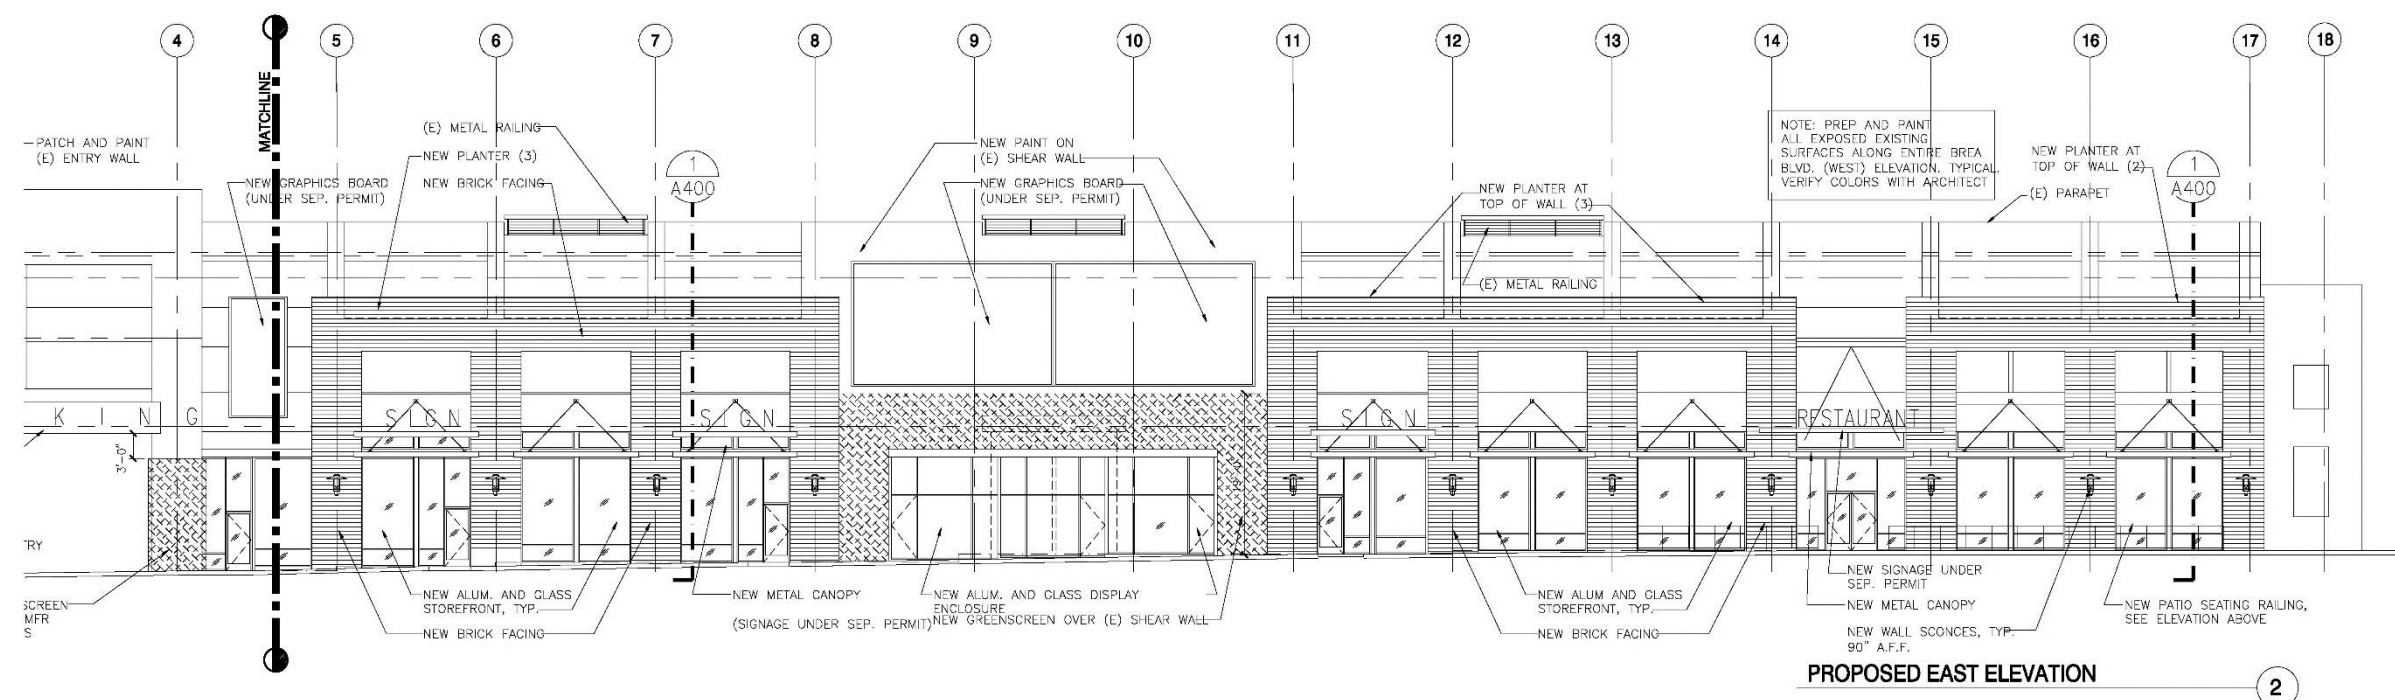 4
5
6
7
8
9
10
11
12
13
14
15
16
17
18
MATCHLINE
PATCH AND PAINT
(E) ENTRY WALL
NEW GRAPHICS BOARD
(UNDER SEP. PERMIT)
(E) METAL RAILING
NEW PLANTER (3)
NEW BRICK FACING
1
A400
NEW PAINT ON
(E) SHEAR WALL
NEW GRAPHICS BOARD
(UNDER SEP. PERMIT)
NEW PLANTER AT
TOP OF WALL (3)
(E) METAL RAILING
NOTE: PREP AND PAINT
ALL EXPOSED EXISTING
SURFACES ALONG ENTIRE BREA
BLVD. (WEST) ELEVATION. TYPICAL.
VERIFY COLORS WITH ARCHITECT
NEW PLANTER AT
TOP OF WALL (2)
(E) PARAPET
1
A400
KING
SIGN
SIGN
SIGN
RESTAURANT
3'-0"
TRY
SCREEN
MFR
S
NEW ALUM. AND GLASS
STOREFRONT, TYP.
NEW BRICK FACING
NEW METAL CANOPY
(SIGNAGE UNDER SEP. PERMIT)
NEW ALUM. AND GLASS DISPLAY
ENCLOSURE
NEW GREENSCREEN OVER (E) SHEAR WALL
NEW ALUM AND GLASS
STOREFRONT, TYP.
NEW BRICK FACING
NEW SIGNAGE UNDER
SEP. PERMIT
NEW METAL CANOPY
NEW WALL SCONCES, TYP.
90" A.F.F.
NEW PATIO SEATING RAILING,
SEE ELEVATION ABOVE
PROPOSED EAST ELEVATION
2